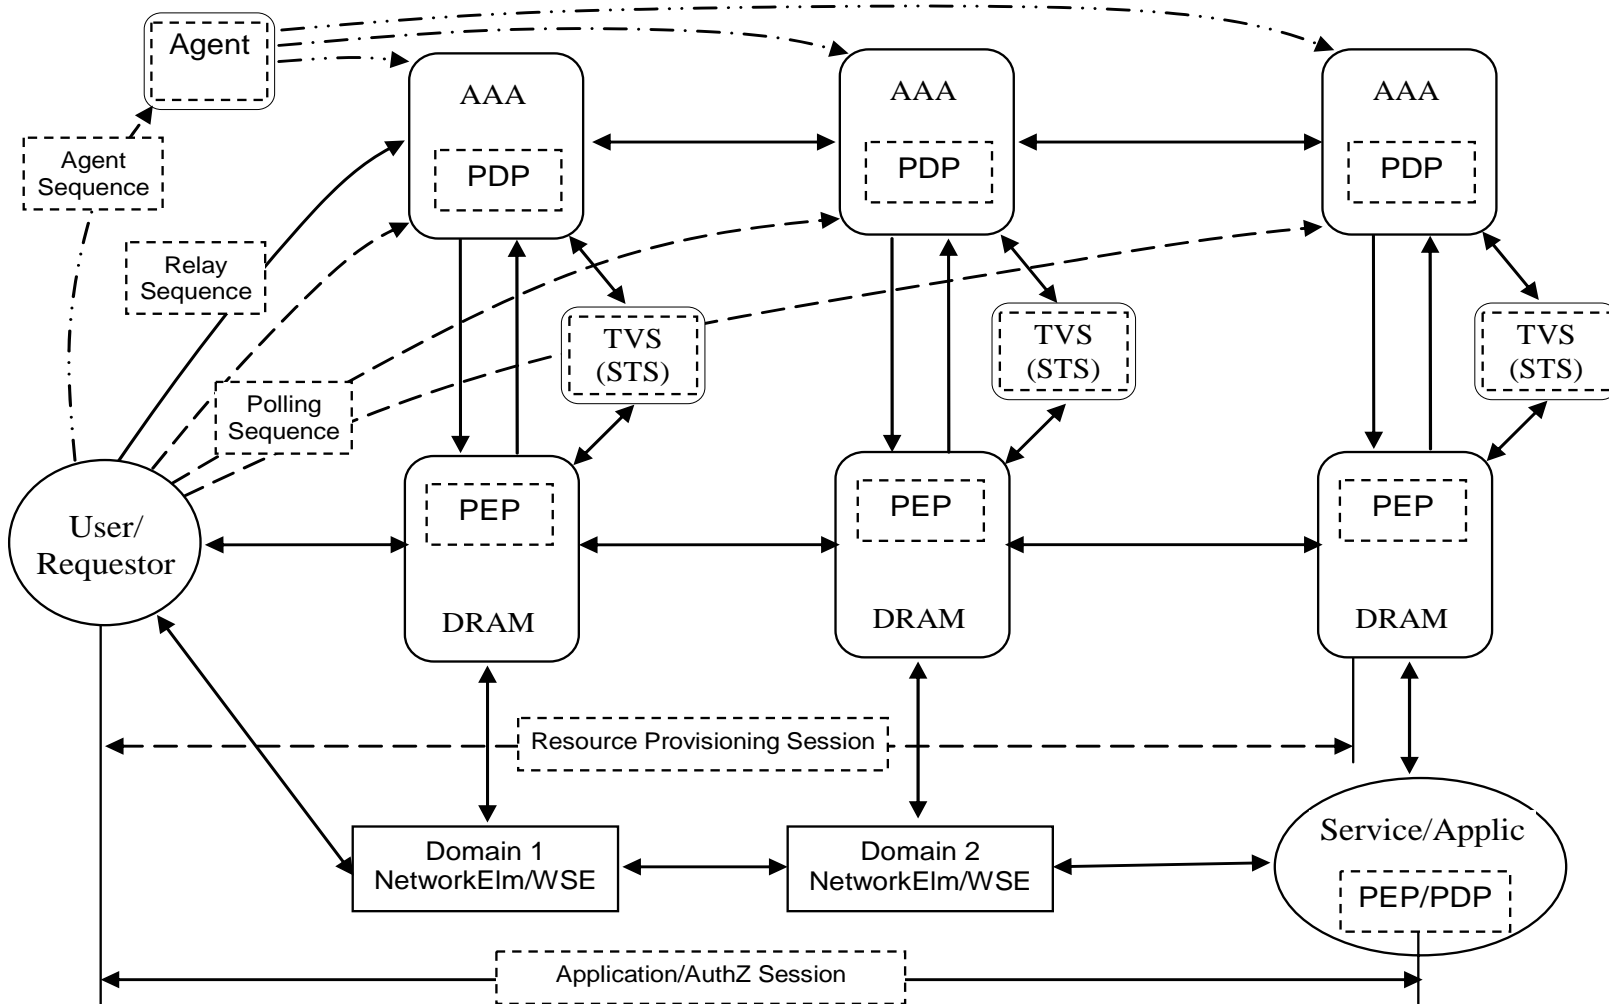 Agent
AAA
AAA
AAA
PDP
PDP
PDP
Agent
Sequence
Relay
Sequence
TVS
(STS)
TVS
(STS)
TVS
(STS)
Polling
Sequence
User/
Requestor
PEP
PEP
PEP
DRAM
DRAM
DRAM
Resource Provisioning Session
Domain 1
NetworkElm/WSE
Domain 2
NetworkElm/WSE
Service/Applic
PEP/PDP
Application/AuthZ Session